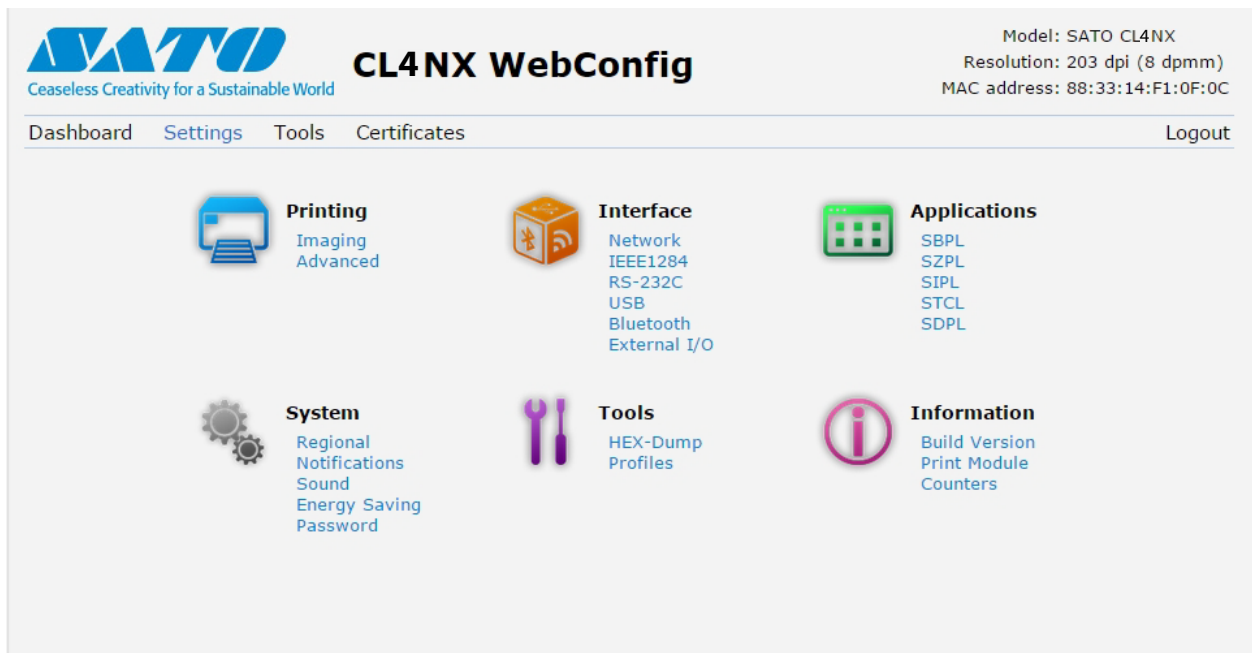 SATO
Ceaseless Creativity for a Sustainable World
CL4NX WebConfig
Model: SATO CL4NX
Resolution: 203 dpi (8 dpmm)
MAC address: 88:33:14:F1:0F:0C
Dashboard Settings Tools Certificates Logout
Printing
Imaging
Advanced
Interface
Network
IEEE1284
RS-232C
USB
Bluetooth
External I/O
Applications
SBPL
SZPL
SIPL
STCL
SDPL
System
Regional
Notifications
Sound
Energy Saving
Password
Tools
HEX-Dump
Profiles
Information
Build Version
Print Module
Counters